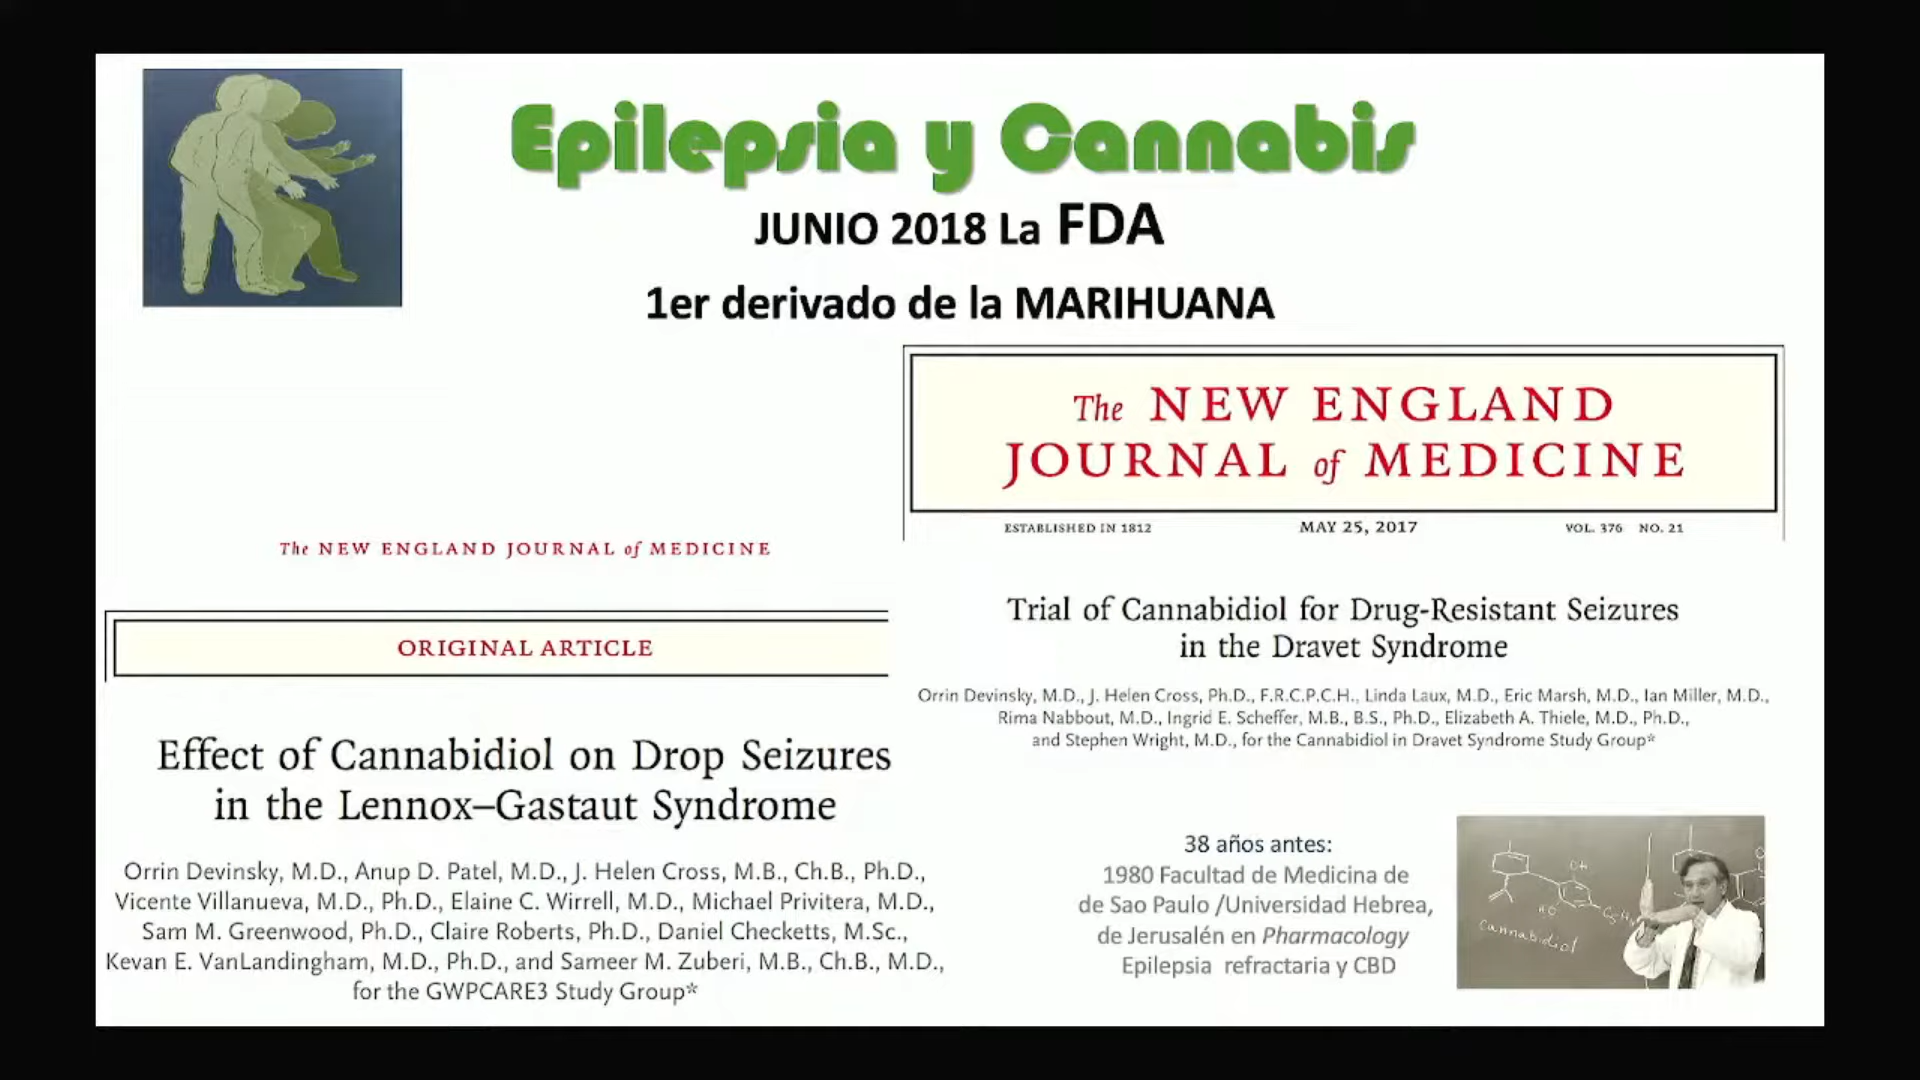 Epilepsia y Cannabis
JUNIO 2018 La FDA
1er derivado de la MARIHUANA
The NEW ENGLAND
JOURNAL of MEDICINE
ESTABLISHED IN 1812 MAY 25, 2017 VOL. 376 NO. 21
Trial of Cannabidiol for Drug-Resistant Seizures
in the Dravet Syndrome
Orrin Devinsky, M.D., J. Helen Cross, Ph.D., F.R.C.P.C.H., Linda Laux, M.D., Eric Marsh, M.D., Ian Miller, M.D.,
Rima Nabbout, M.D., Ingrid E. Scheffer, M.B., B.S., Ph.D., Elizabeth A. Thiele, M.D., Ph.D.,
and Stephen Wright, M.D., for the Cannabidiol in Dravet Syndrome Study Group*
The NEW ENGLAND JOURNAL of MEDICINE
ORIGINAL ARTICLE
Effect of Cannabidiol on Drop Seizures
in the Lennox–Gastaut Syndrome
Orrin Devinsky, M.D., Anup D. Patel, M.D., J. Helen Cross, M.B., Ch.B., Ph.D.,
Vicente Villanueva, M.D., Ph.D., Elaine C. Wirrell, M.D., Michael Privitera, M.D.,
Sam M. Greenwood, Ph.D., Claire Roberts, Ph.D., Daniel Checketts, M.Sc.,
Kevan E. VanLandingham, M.D., Ph.D., and Sameer M. Zuberi, M.B., Ch.B., M.D.,
for the GWPCARE3 Study Group*
38 años antes:
1980 Facultad de Medicina de
de Sao Paulo /Universidad Hebrea,
de Jerusalén en Pharmacology
Epilepsia refractaria y CBD
OH
HO
cannabidiol